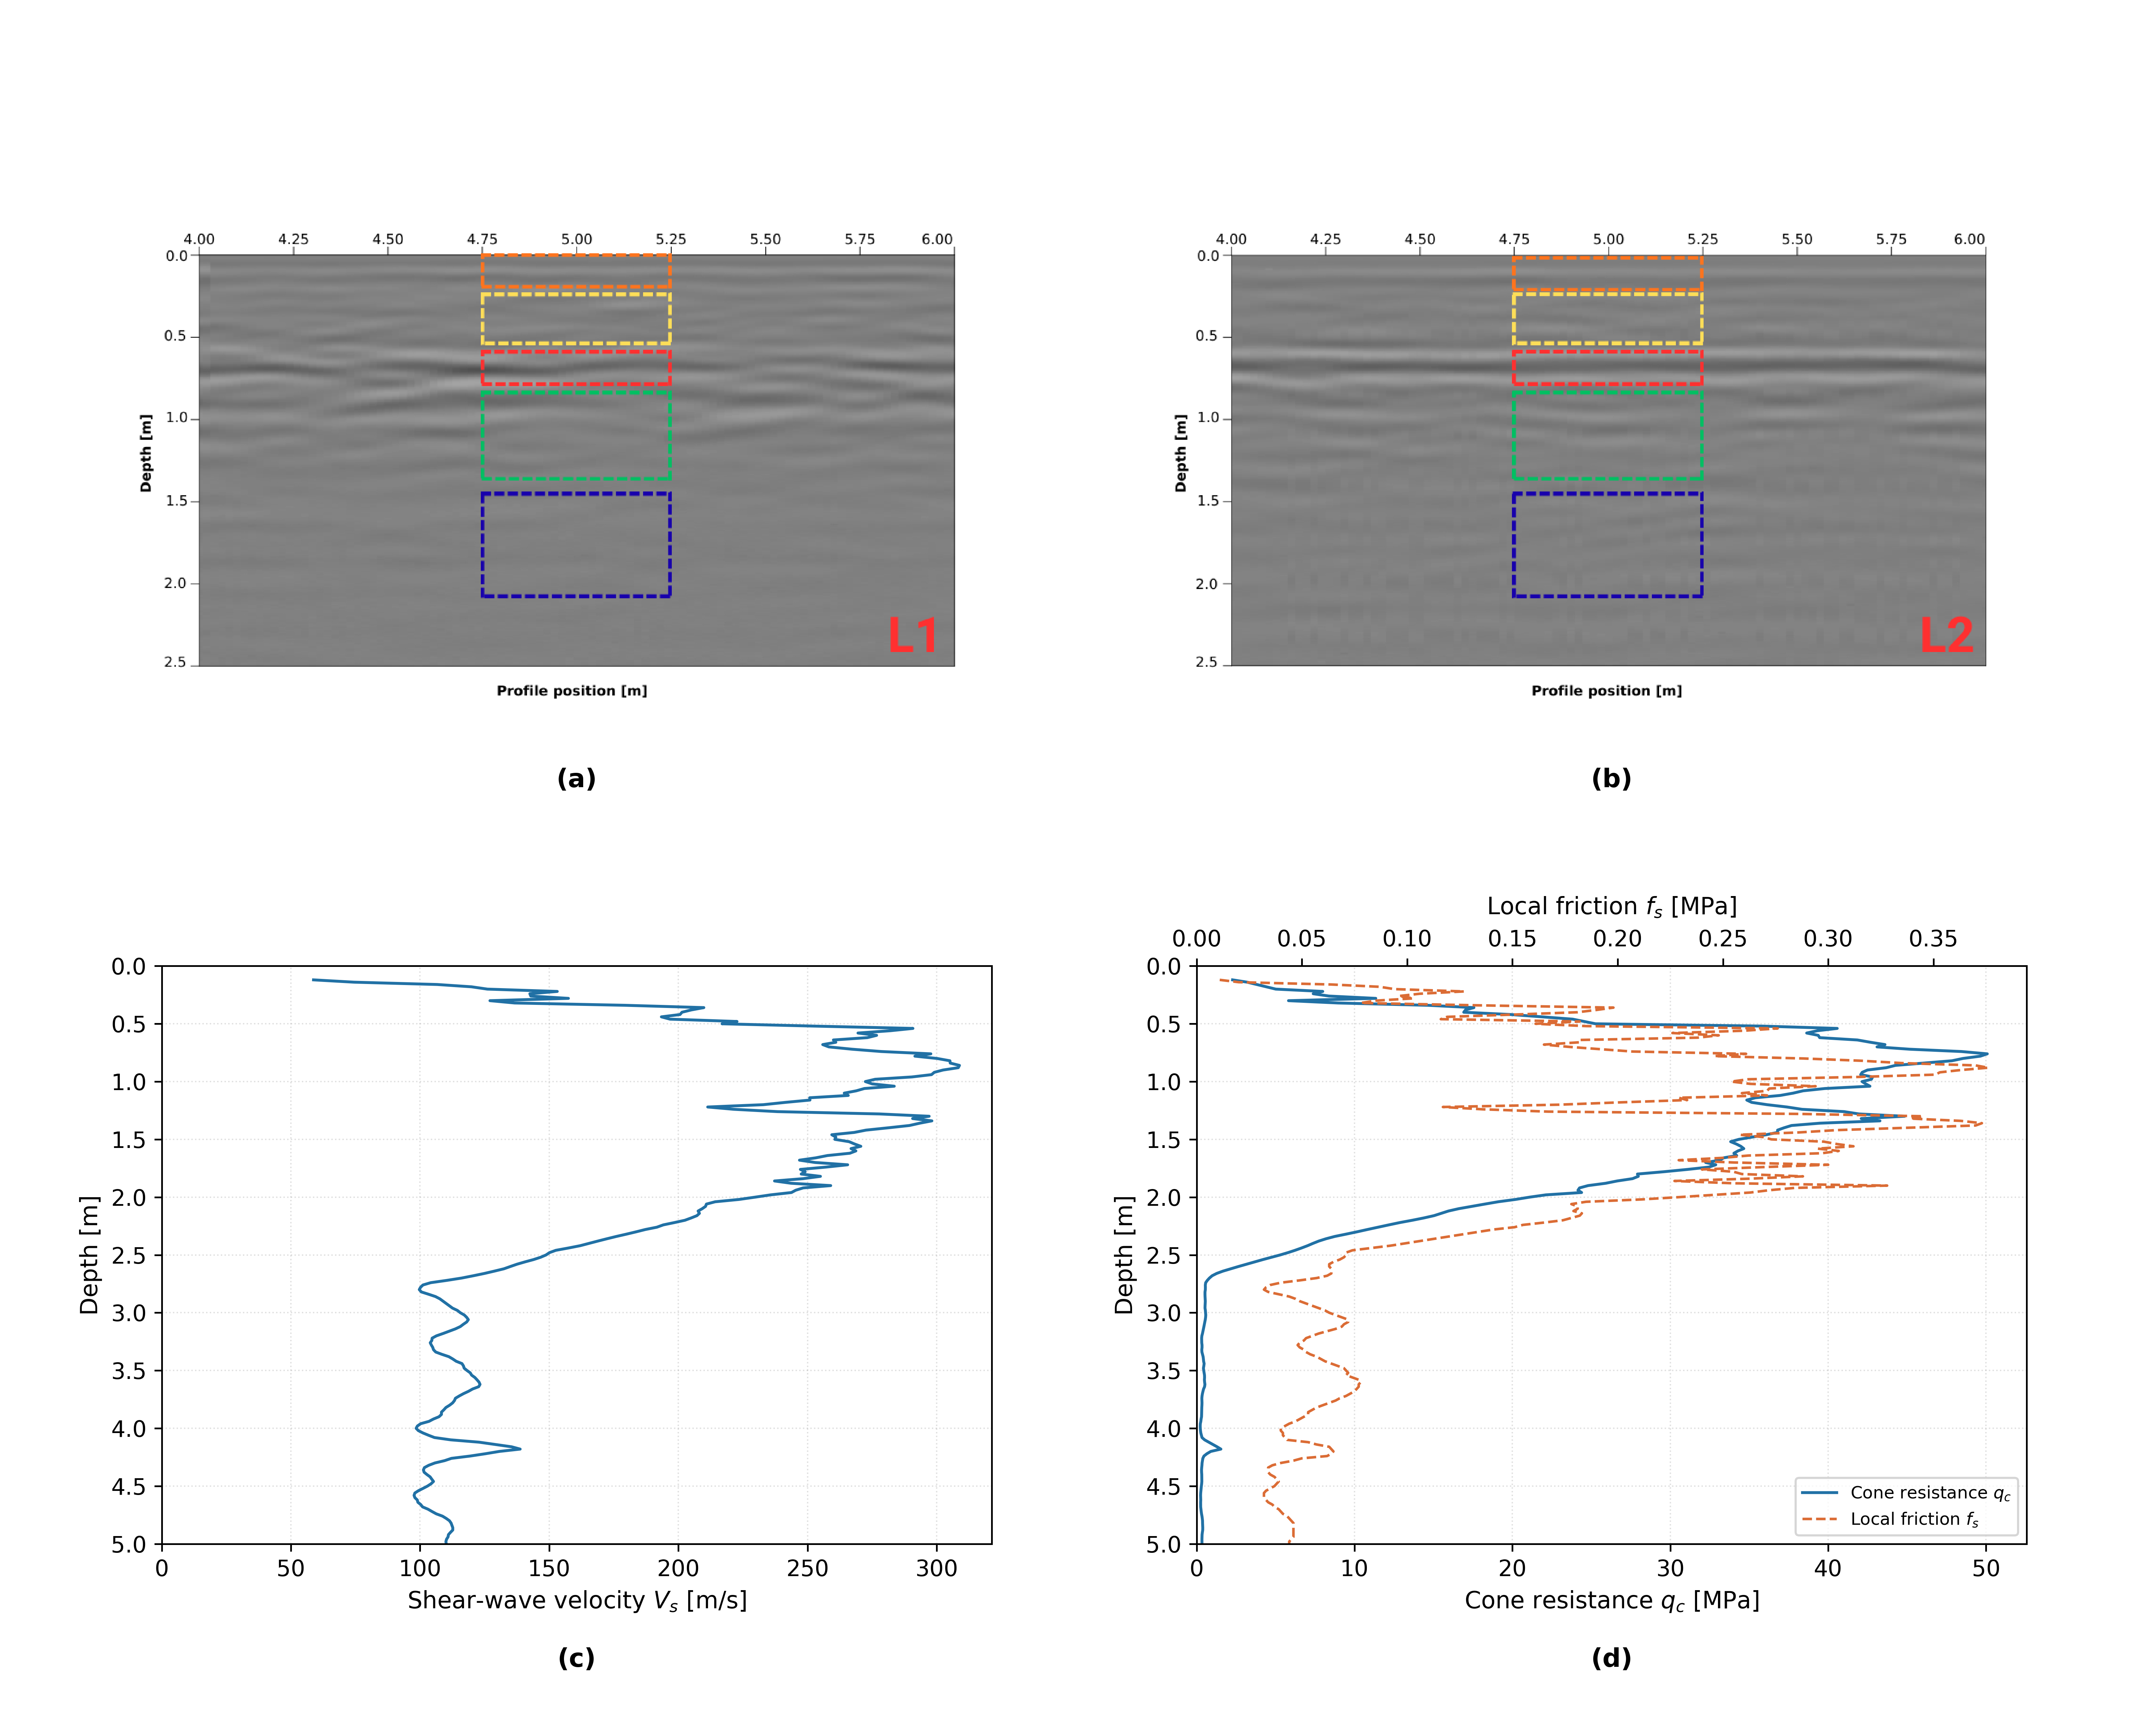 4.00 4.25 4.50 4.75 5.00 5.25 5.50 5.75 6.00
0.0
0.5
1.0
1.5
2.0
2.5
Depth [m]
L1
Profile position [m]
(a)
4.00 4.25 4.50 4.75 5.00 5.25 5.50 5.75 6.00
0.0
0.5
1.0
1.5
2.0
2.5
Depth [m]
L2
Profile position [m]
(b)
0.0
0.5
1.0
1.5
2.0
2.5
3.0
3.5
4.0
4.5
5.0
Depth [m]
0 50 100 150 200 250 300
Shear-wave velocity Vs [m/s]
(c)
Local friction fs [MPa]
0.00 0.05 0.10 0.15 0.20 0.25 0.30 0.35
0.0
0.5
1.0
1.5
2.0
2.5
3.0
3.5
4.0
4.5
5.0
Depth [m]
Cone resistance qc
Local friction fs
0 10 20 30 40 50
Cone resistance qc [MPa]
(d)